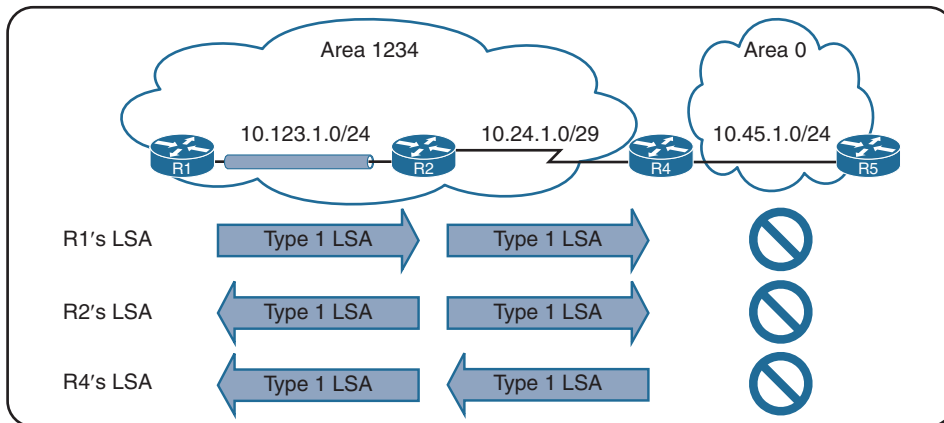 Area 1234
Area 0
10.123.1.0/24
10.24.1.0/29
10.45.1.0/24
R1
R2
R4
R5
R1's LSA
Type 1 LSA
Type 1 LSA
R2's LSA
Type 1 LSA
Type 1 LSA
R4's LSA
Type 1 LSA
Type 1 LSA